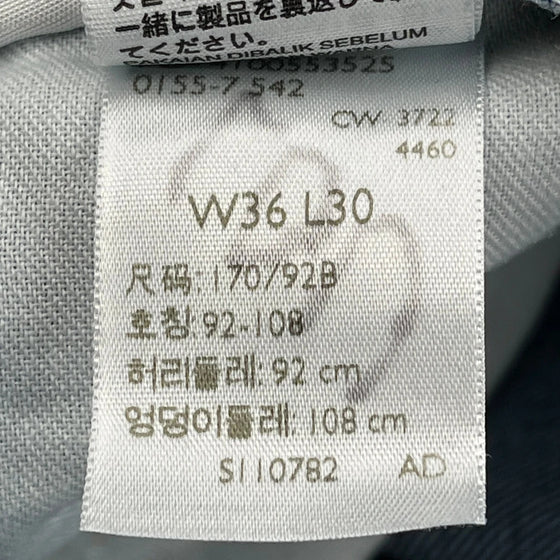 一緒に製品を裏返して
てください。
PAKAIAN DIBALIK SEBELUM
00553525
0155-7 542
CW 3722
4460
W36 L30
尺码: 170/92B
호칭: 92-108
허리둘레: 92 cm
엉덩이둘레: 108 cm
S110782 AD